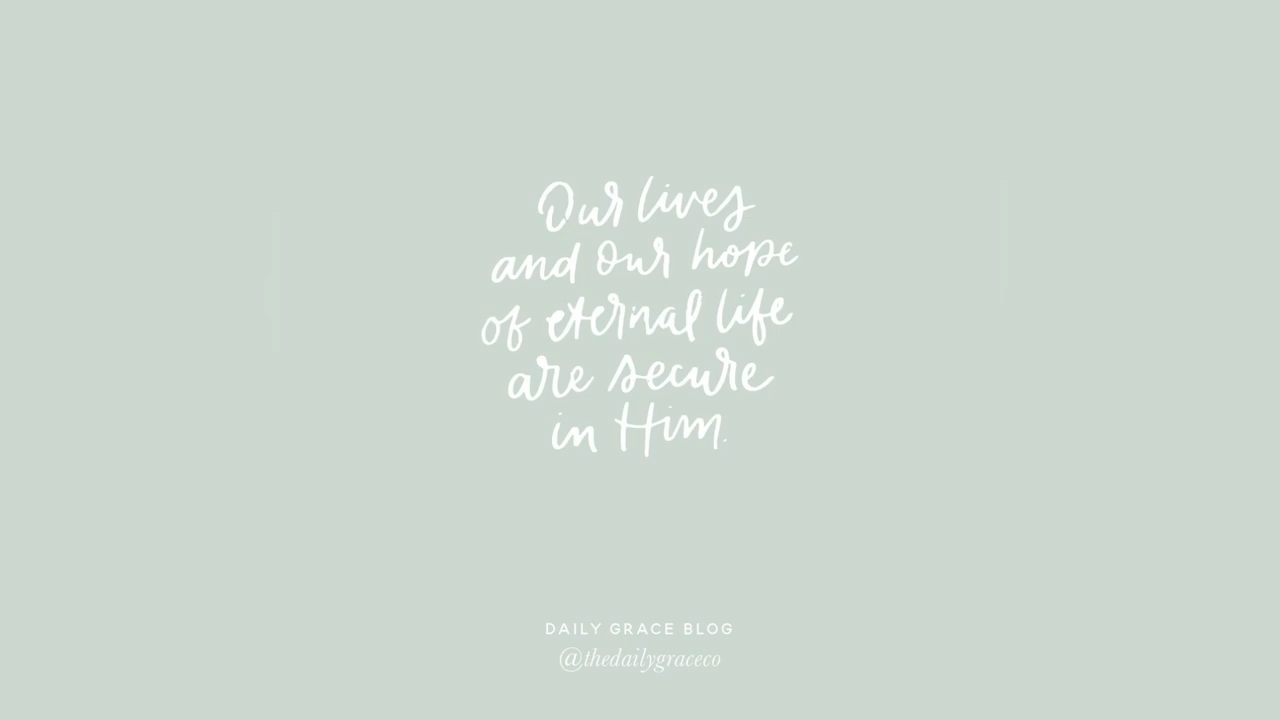 Our lives
and our hope
of eternal life
are secure
in Him.
DAILY GRACE BLOG
@thedailygraceco